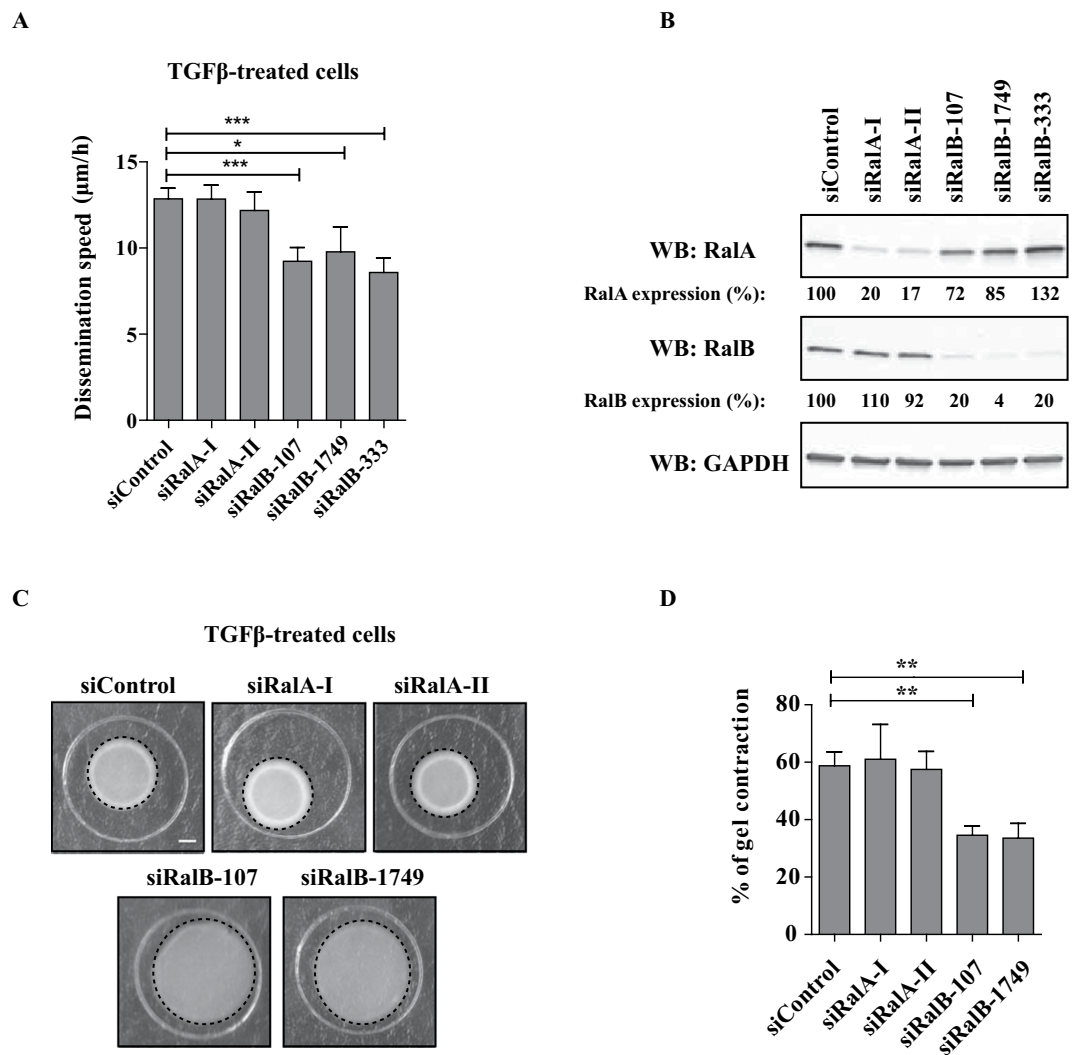 A
TGFβ-treated cells
***
*
***
Dissemination speed (µm/h)
15
10
5
0
siControl
siRalA-I
siRalA-II
siRalB-107
siRalB-1749
siRalB-333
B
siControl
siRalA-I
siRalA-II
siRalB-107
siRalB-1749
siRalB-333
WB: RalA
RalA expression (%): 100 20 17 72 85 132
WB: RalB
RalB expression (%): 100 110 92 20 4 20
WB: GAPDH
C
TGFβ-treated cells
siControl siRalA-I siRalA-II
siRalB-107 siRalB-1749
D
**
**
% of gel contraction
80
60
40
20
0
siControl
siRalA-I
siRalA-II
siRalB-107
siRalB-1749